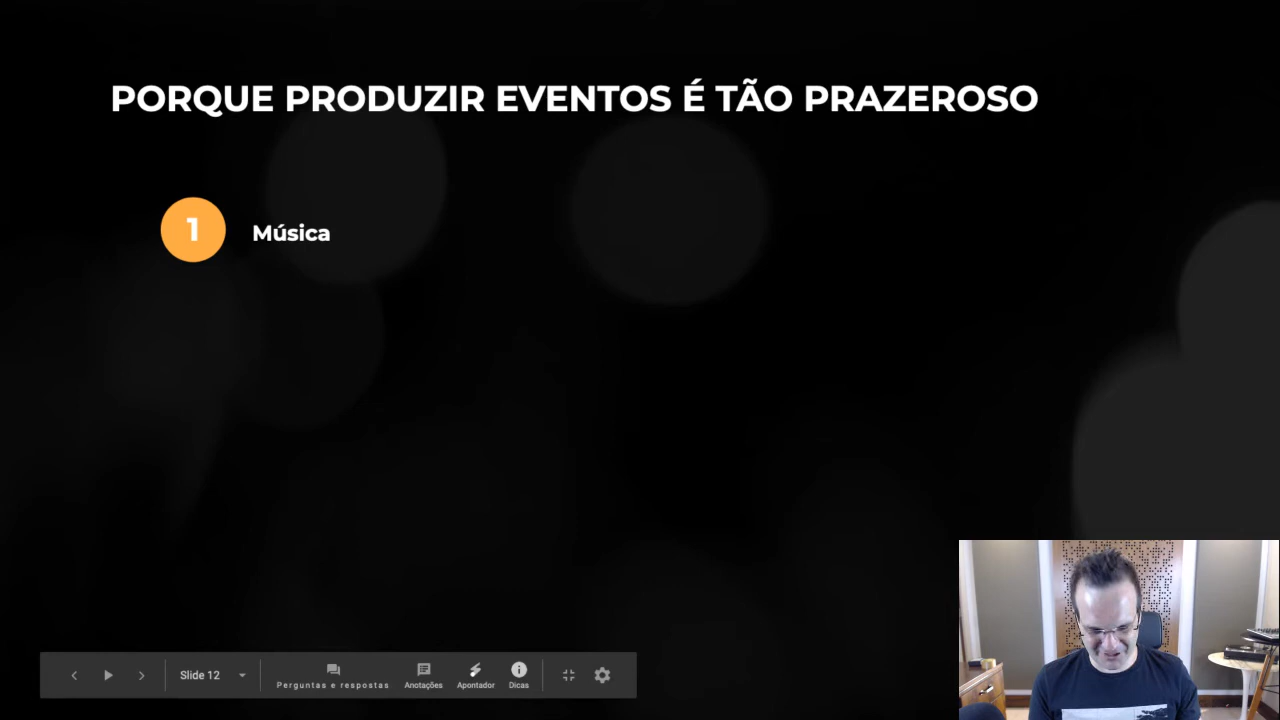 PORQUE PRODUZIR EVENTOS É TÃO PRAZEROSO
1
Música
Slide 12
Perguntas e respostas
Anotações
Apontador
Dicas